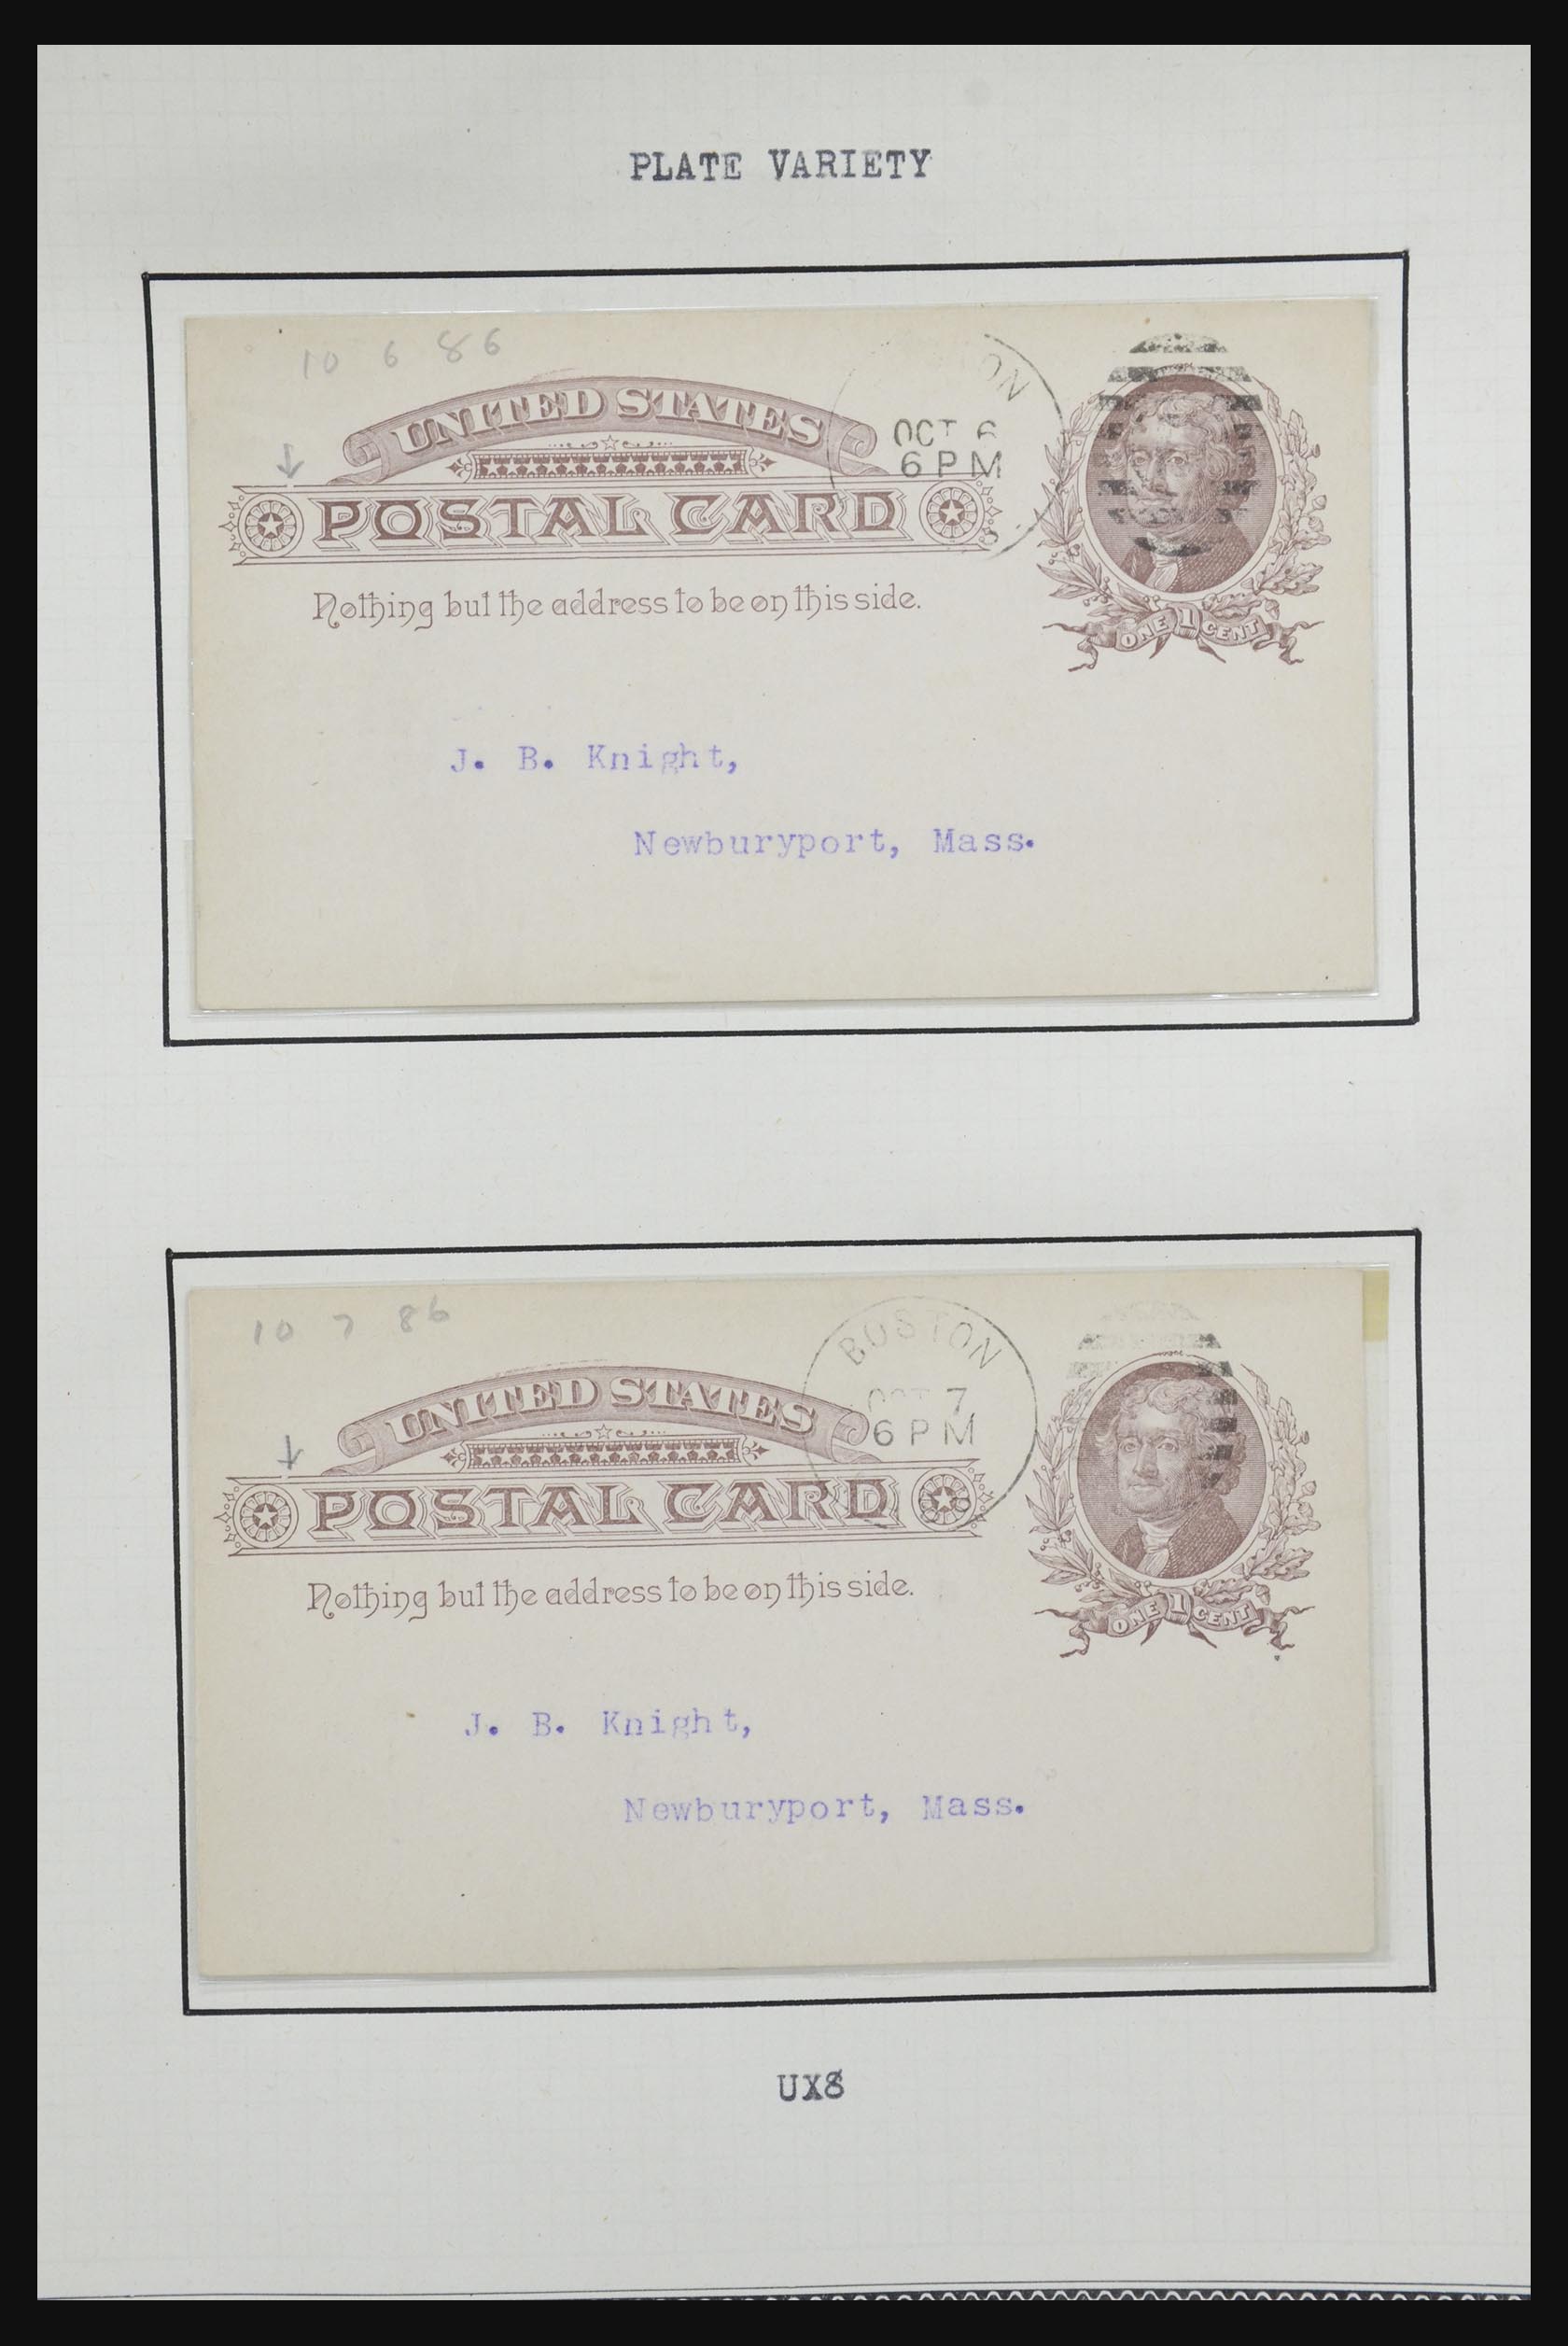 PLATE VARIETY
10 6 86
UNITED STATES
OCT 6
6 PM
POSTAL CARD
Nothing but the address to be on this side.
ONE 1 CENT
J. B. Knight,
Newburyport, Mass.
10 7 86
BOSTON
UNITED STATES
OCT 7
6 PM
POSTAL CARD
Nothing but the address to be on this side.
ONE 1 CENT
J. B. Knight,
Newburyport, Mass.
UX8